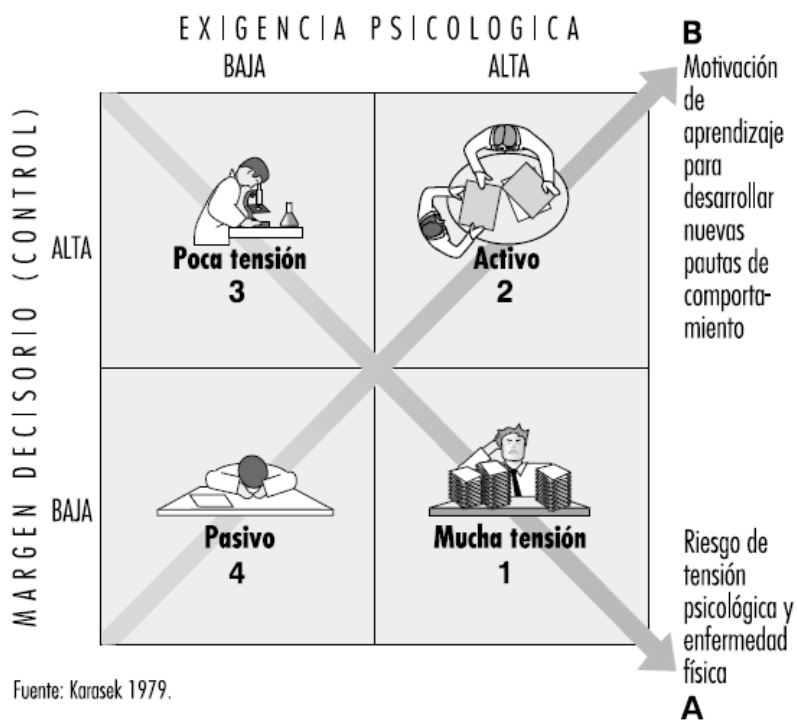 EXIGENCIA PSICOLOGICA
BAJA
ALTA
B
Motivación
de
aprendizaje
para
desarrollar
nuevas
pautas de
comporta-
miento
MARGEN DECISORIO (CONTROL)
ALTA
Poca tensión
3
Activo
2
BAJA
Pasivo
4
Mucha tensión
1
Riesgo de
tensión
psicológica y
enfermedad
física
A
Fuente: Karasek 1979.